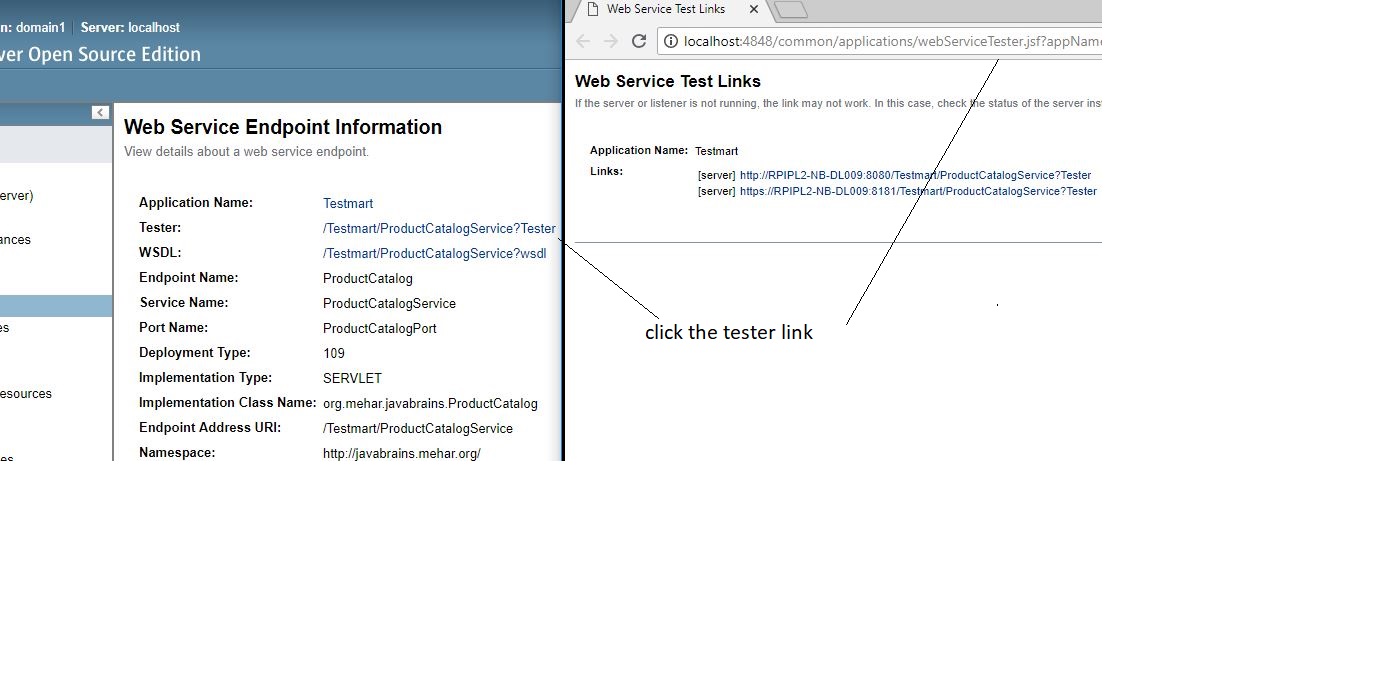 n: domain1 Server: localhost
ver Open Source Edition
erver)
ances
es
esources
es
Web Service Endpoint Information
View details about a web service endpoint.
Application Name: Testmart
Tester: /Testmart/ProductCatalogService?Tester
WSDL: /Testmart/ProductCatalogService?wsdl
Endpoint Name: ProductCatalog
Service Name: ProductCatalogService
Port Name: ProductCatalogPort
Deployment Type: 109
Implementation Type: SERVLET
Implementation Class Name: org.mehar.javabrains.ProductCatalog
Endpoint Address URI: /Testmart/ProductCatalogService
Namespace: http://javabrains.mehar.org/
Web Service Test Links
localhost:4848/common/applications/webServiceTester.jsf?appName
Web Service Test Links
If the server or listener is not running, the link may not work. In this case, check the status of the server inst
Application Name: Testmart
Links: [server] http://RPIPL2-NB-DL009:8080/Testmart/ProductCatalogService?Tester
[server] https://RPIPL2-NB-DL009:8181/Testmart/ProductCatalogService?Tester
click the tester link